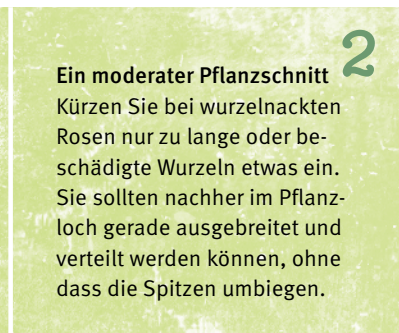 2
Ein moderater Pflanzschnitt
Kürzen Sie bei wurzelnackten
Rosen nur zu lange oder be-
schädigte Wurzeln etwas ein.
Sie sollten nachher im Pflanz-
loch gerade ausgebreitet und
verteilt werden können, ohne
dass die Spitzen umbiegen.